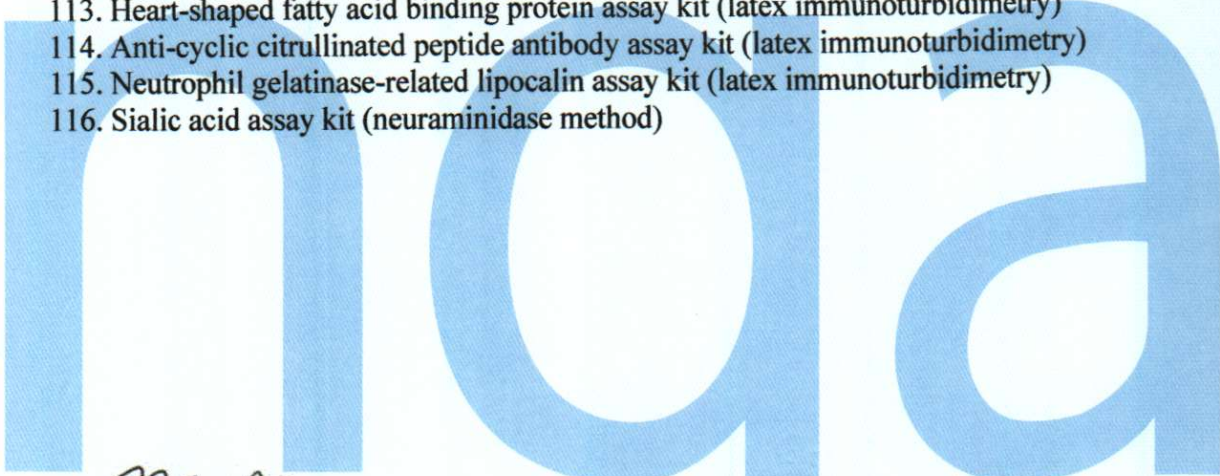 113. Heart-shaped fatty acid binding protein assay kit (latex immunoturbidimetry)
114. Anti-cyclic citrullinated peptide antibody assay kit (latex immunoturbidimetry)
115. Neutrophil gelatinase-related lipocalin assay kit (latex immunoturbidimetry)
116. Sialic acid assay kit (neuraminidase method)
nqa